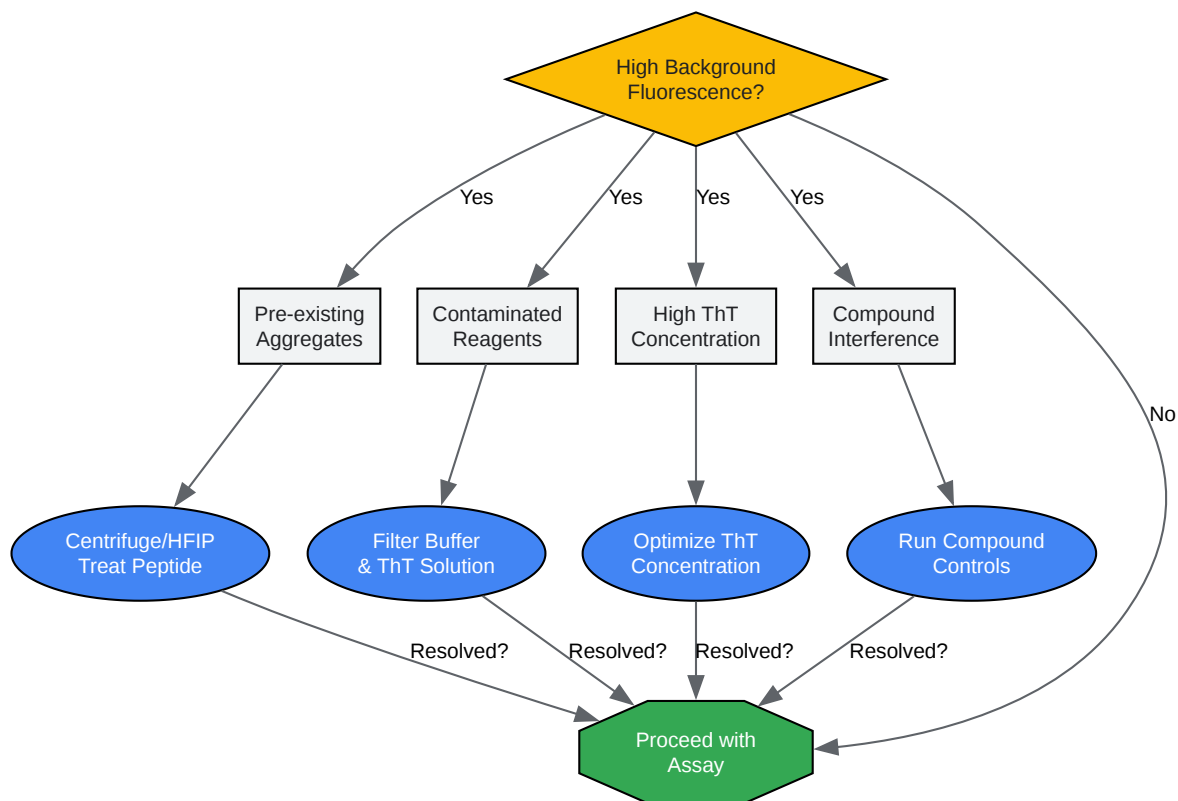 High Background
Fluorescence?
Yes
Yes
Yes
Yes
Pre-existing
Aggregates
Contaminated
Reagents
High ThT
Concentration
Compound
Interference
No
Centrifuge/HFIP
Treat Peptide
Filter Buffer
& ThT Solution
Optimize ThT
Concentration
Run Compound
Controls
Resolved?
Resolved?
Resolved?
Resolved?
Proceed with
Assay